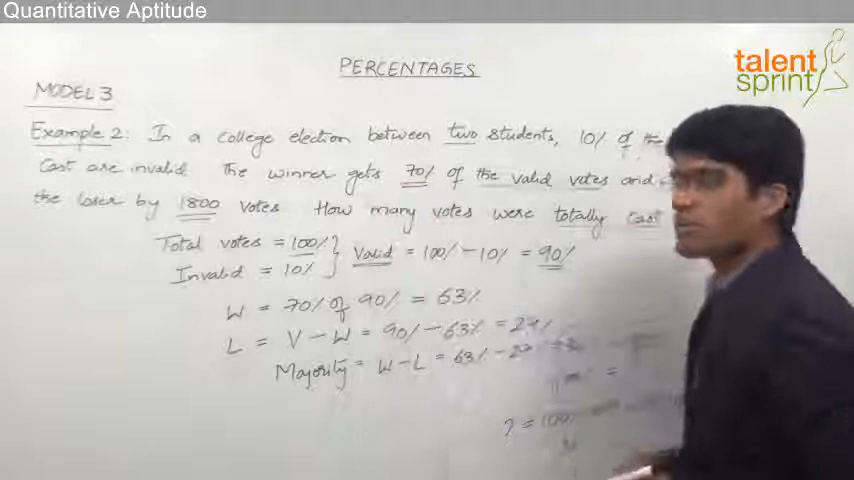 Quantitative Aptitude
talent
sprint
PERCENTAGES
MODEL 3
Example 2: In a college election between two students, 10% of the
cast are invalid. The winner gets 70% of the valid votes and
the loser by 1800 votes How many votes were totally cast
Total votes = 100%
Invalid = 10%
Valid = 100% - 10% = 90%
W = 70% of 90% = 63%
L = V - W = 90% - 63% = 27%
Majority = W - L = 63% - 27
? = 100%